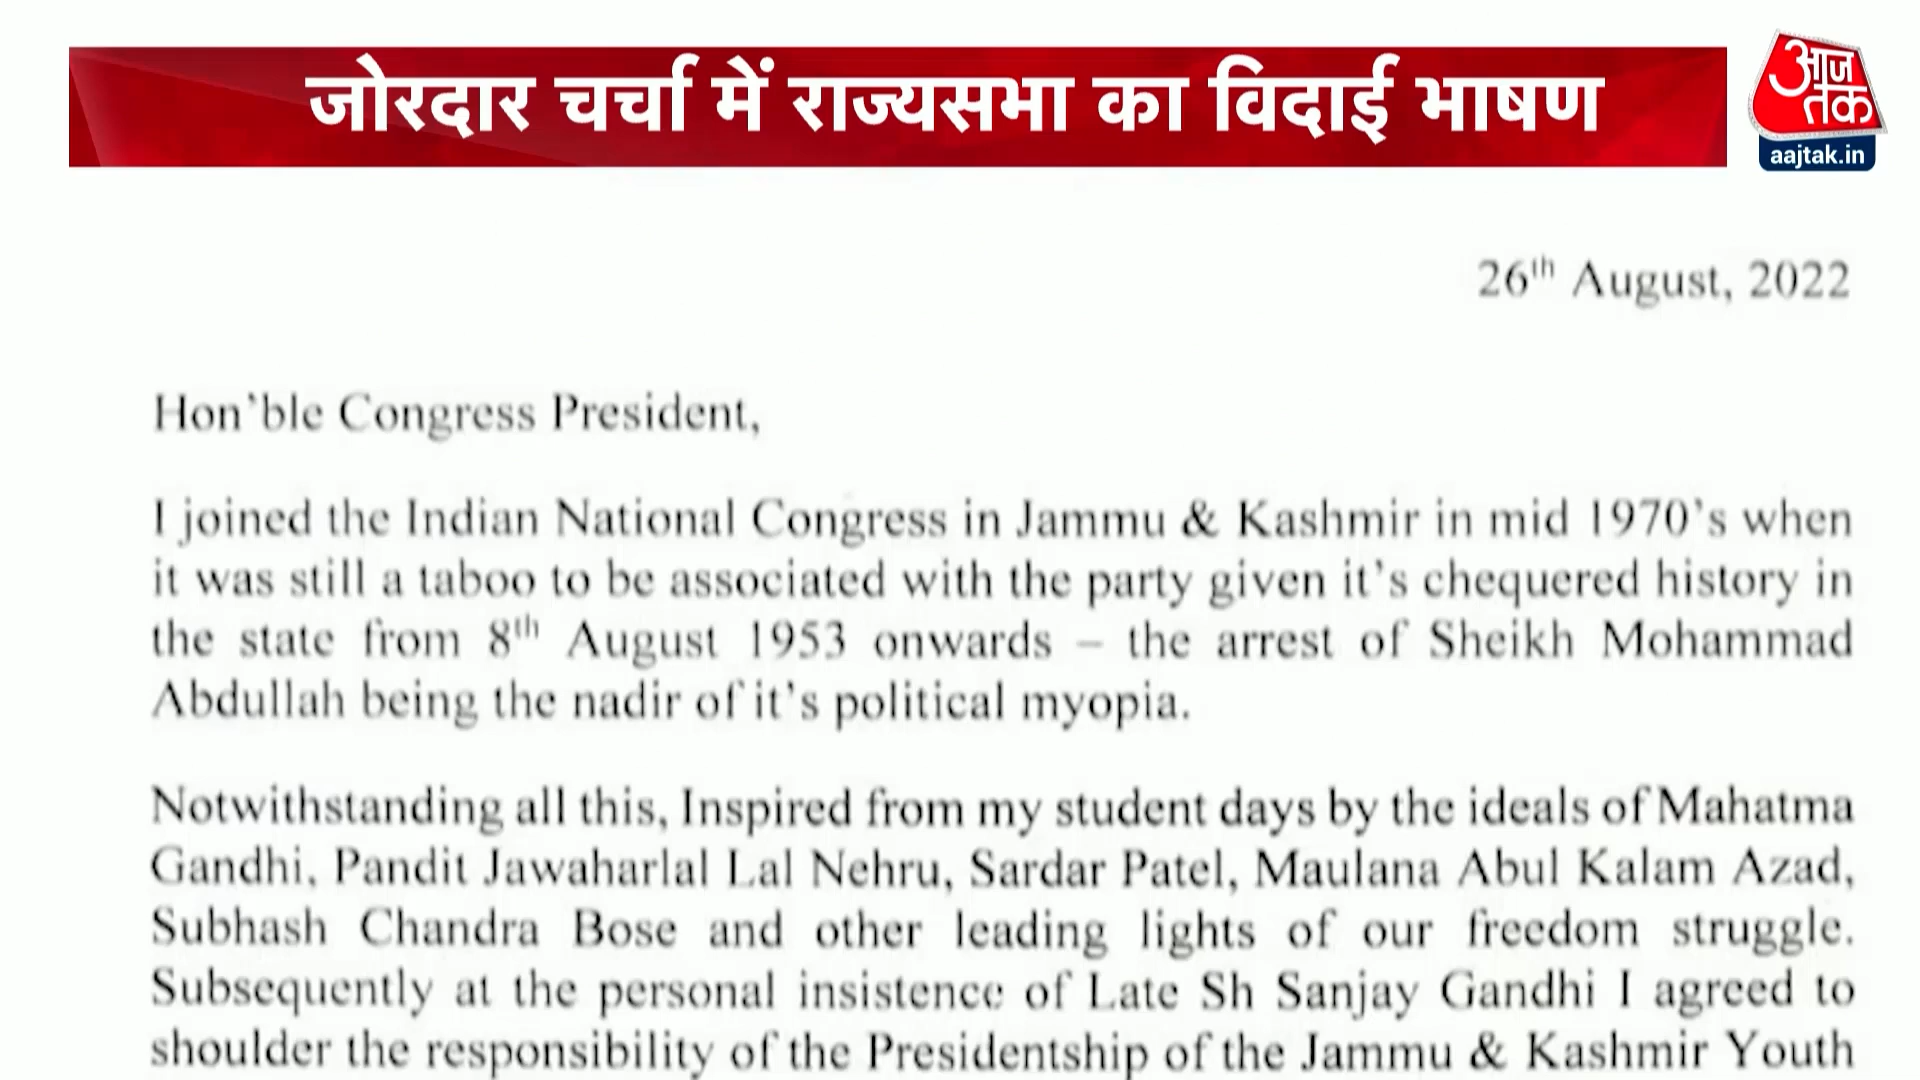 जोरदार चर्चा में राज्यसभा का विदाई भाषण
आज
तक
aajtak.in
26th August, 2022
Hon'ble Congress President,
I joined the Indian National Congress in Jammu & Kashmir in mid 1970's when
it was still a taboo to be associated with the party given it's chequered history in
the state from 8th August 1953 onwards – the arrest of Sheikh Mohammad
Abdullah being the nadir of it's political myopia.
Notwithstanding all this, Inspired from my student days by the ideals of Mahatma
Gandhi, Pandit Jawaharlal Lal Nehru, Sardar Patel, Maulana Abul Kalam Azad,
Subhash Chandra Bose and other leading lights of our freedom struggle.
Subsequently at the personal insistence of Late Sh Sanjay Gandhi I agreed to
shoulder the responsibility of the Presidentship of the Jammu & Kashmir Youth